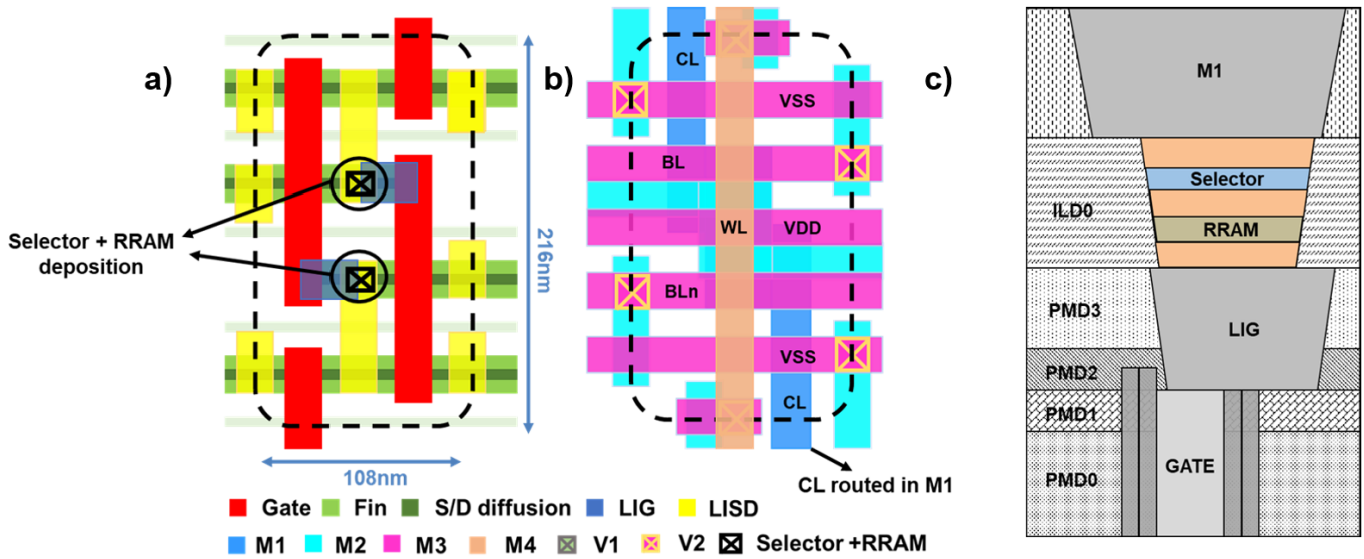 a)
Selector + RRAM
deposition
216nm
108nm
b)
CL
VSS
BL
WL
VDD
BLn
VSS
CL
CL routed in M1
c)
M1
Selector
ILD0
RRAM
PMD3
LIG
PMD2
PMD1
GATE
PMD0
Gate Fin S/D diffusion LIG LISD
M1 M2 M3 M4 V1 V2 Selector +RRAM